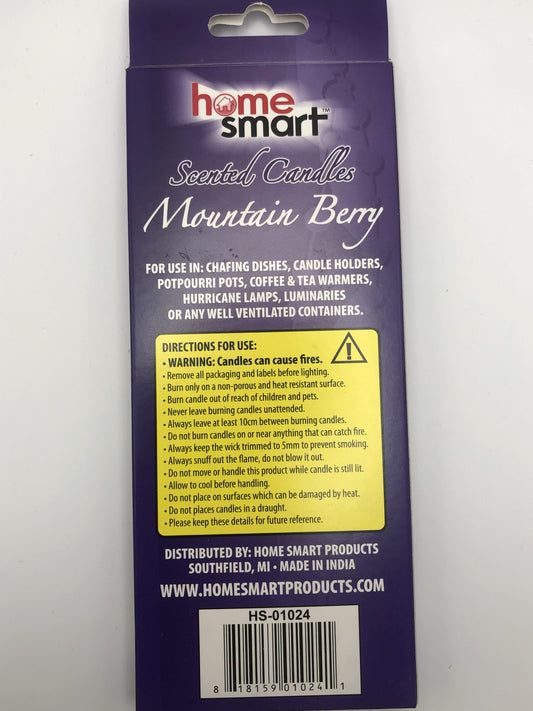 home
smart™
Scented Candles
Mountain Berry
FOR USE IN: CHAFING DISHES, CANDLE HOLDERS,
POTPOURRI POTS, COFFEE & TEA WARMERS,
HURRICANE LAMPS, LUMINARIES
OR ANY WELL VENTILATED CONTAINERS.
DIRECTIONS FOR USE:
• WARNING: Candles can cause fires.
• Remove all packaging and labels before lighting.
• Burn only on a non-porous and heat resistant surface.
• Burn candle out of reach of children and pets.
• Never leave burning candles unattended.
• Always leave at least 10cm between burning candles.
• Do not burn candles on or near anything that can catch fire.
• Always keep the wick trimmed to 5mm to prevent smoking.
• Always snuff out the flame, do not blow it out.
• Do not move or handle this product while candle is still lit.
• Allow to cool before handling.
• Do not place on surfaces which can be damaged by heat.
• Do not places candles in a draught.
• Please keep these details for future reference.
DISTRIBUTED BY: HOME SMART PRODUCTS
SOUTHFIELD, MI • MADE IN INDIA
WWW.HOMESMARTPRODUCTS.COM
HS-01024
8 18159 01024 1